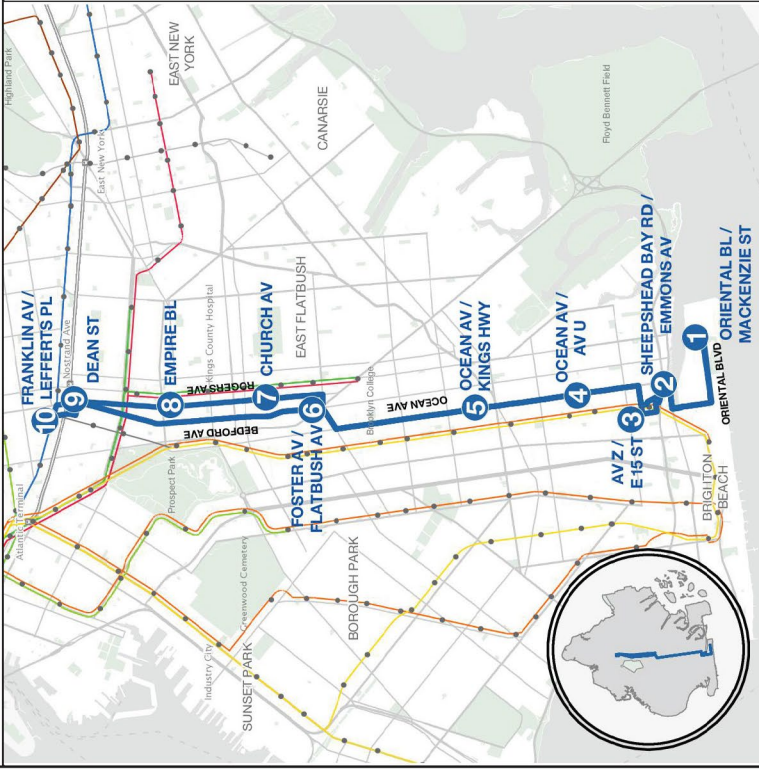 Highland Park
EAST NEW
YORK
East New York
CANARSIE
Floyd Bennett Field
FRANKLIN AV /
LEFFERTS PL
10
Nostrand Ave
9
DEAN ST
8
EMPIRE BL
Kings County Hospital
7
CHURCH AV
EAST FLATBUSH
ROGERS AVE
BEDFORD AVE
6
FOSTER AV /
FLATBUSH AV
Brooklyn College
OCEAN AVE
5
OCEAN AV /
KINGS HWY
4
OCEAN AV /
AV U
3
AV Z /
E 15 ST
2
SHEEPSHEAD BAY RD /
EMMONS AV
1
ORIENTAL BL /
MACKENZIE ST
ORIENTAL BLVD
BRIGHTON
BEACH
Atlantic Terminal
Prospect Park
Greenwood Cemetery
BOROUGH PARK
Industry City
SUNSET PARK